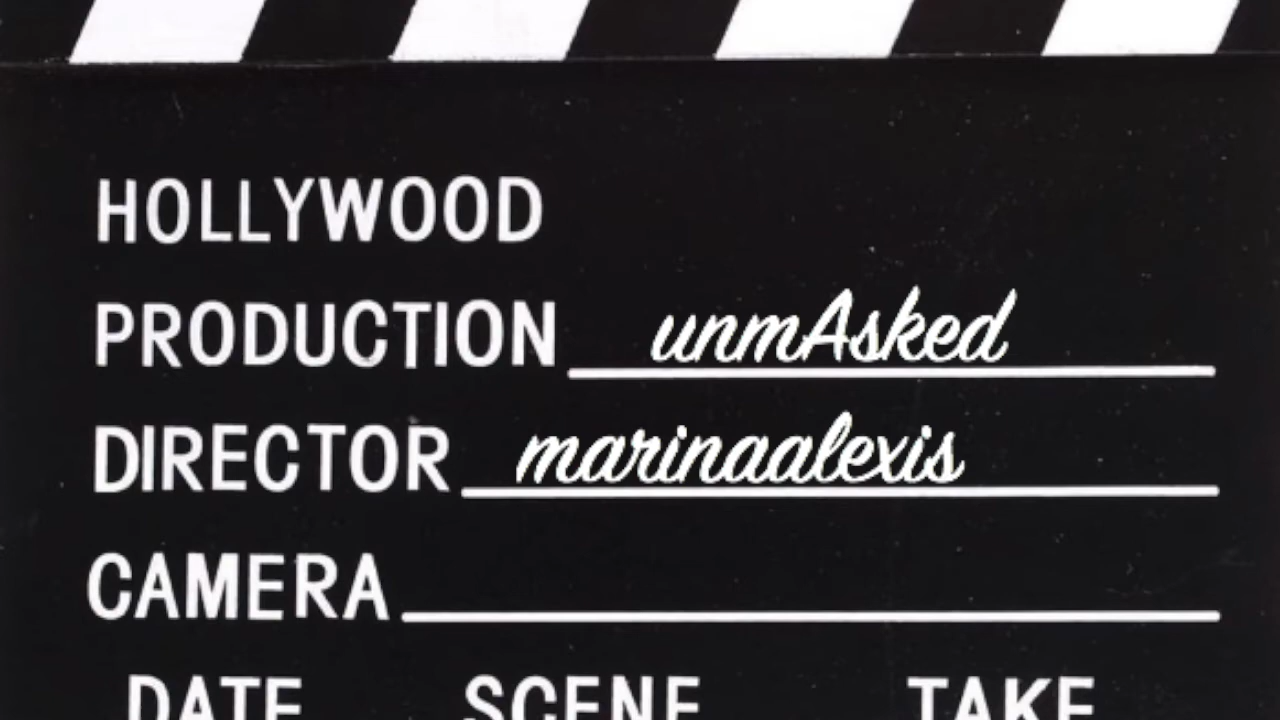 HOLLYWOOD
PRODUCTION unmAsked
DIRECTOR marinaalexis
CAMERA
DATE SCENE TAKE